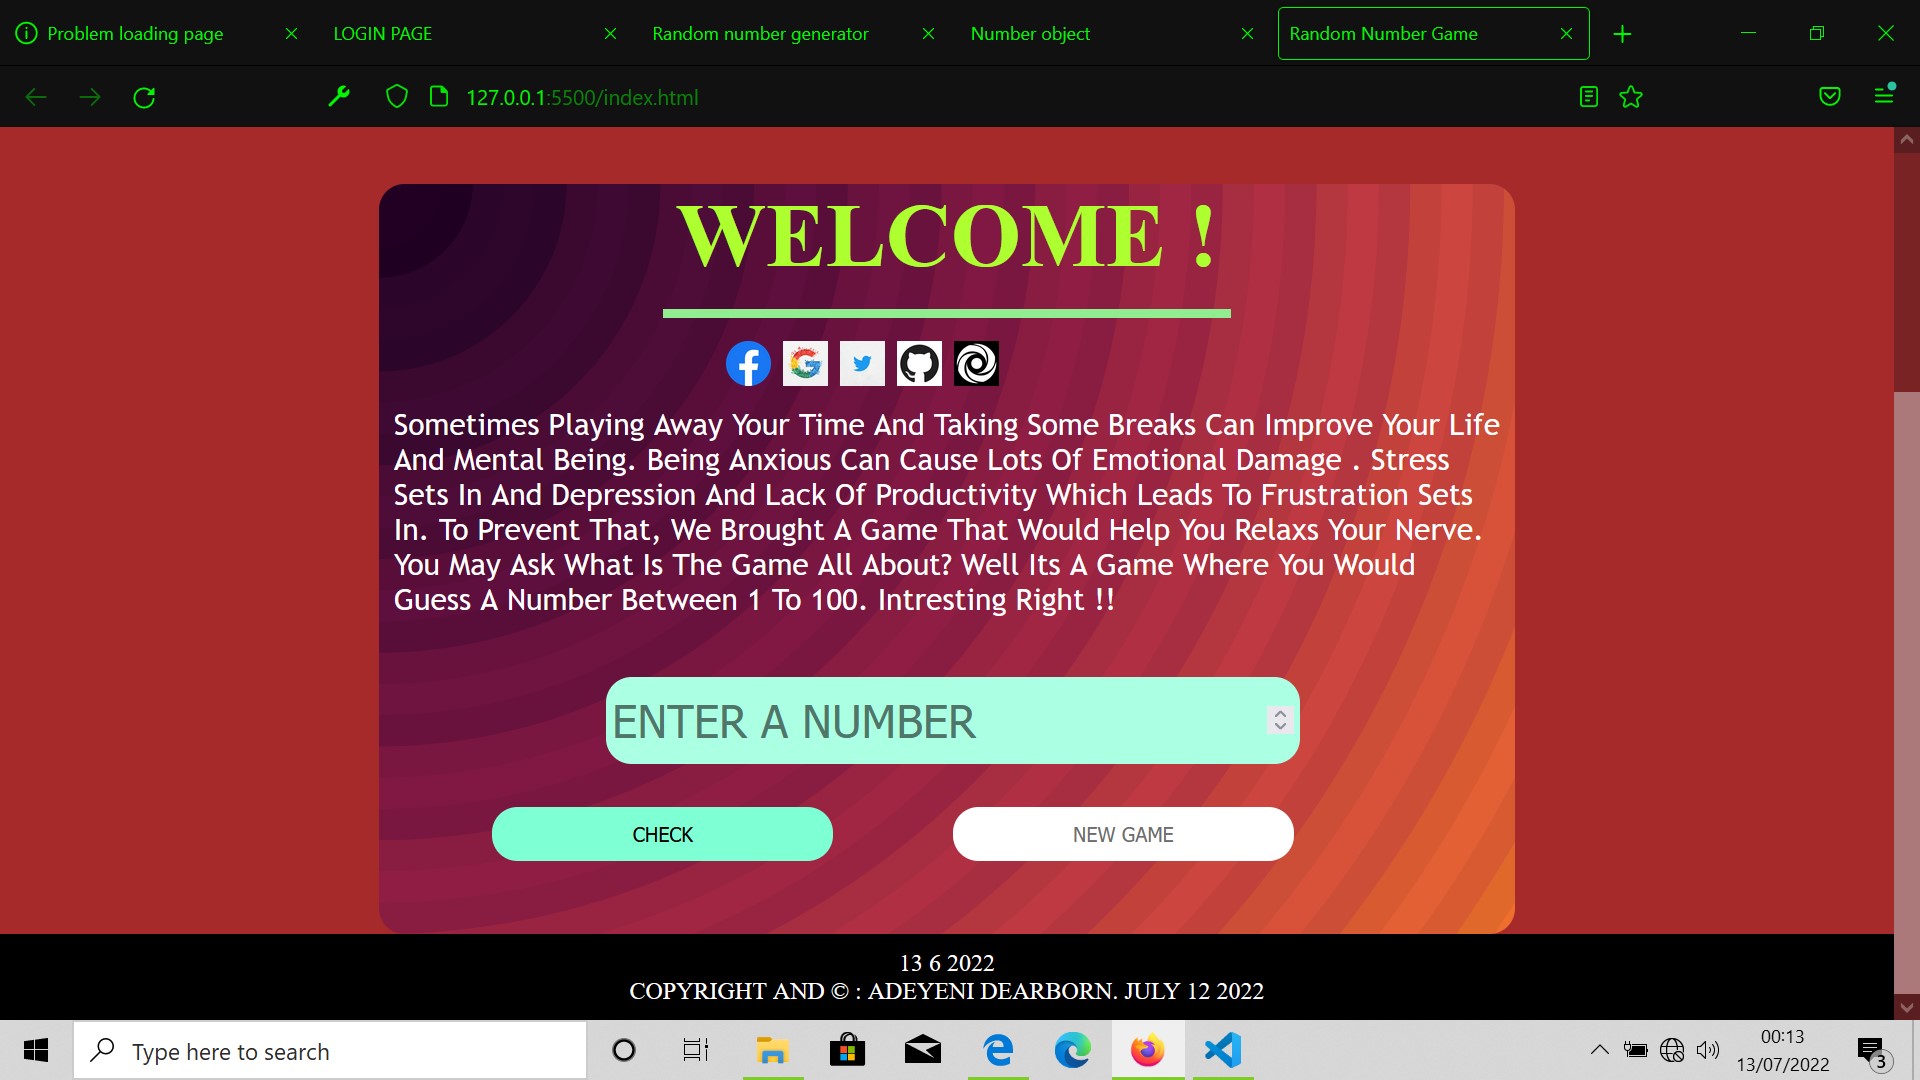 Problem loading page
LOGIN PAGE
Random number generator
Number object
Random Number Game
127.0.0.1:5500/index.html
WELCOME !
Sometimes Playing Away Your Time And Taking Some Breaks Can Improve Your Life
And Mental Being. Being Anxious Can Cause Lots Of Emotional Damage . Stress
Sets In And Depression And Lack Of Productivity Which Leads To Frustration Sets
In. To Prevent That, We Brought A Game That Would Help You Relaxs Your Nerve.
You May Ask What Is The Game All About? Well Its A Game Where You Would
Guess A Number Between 1 To 100. Intresting Right !!
ENTER A NUMBER
CHECK
NEW GAME
13 6 2022
COPYRIGHT AND © : ADEYENI DEARBORN. JULY 12 2022
Type here to search
00:13
13/07/2022
3